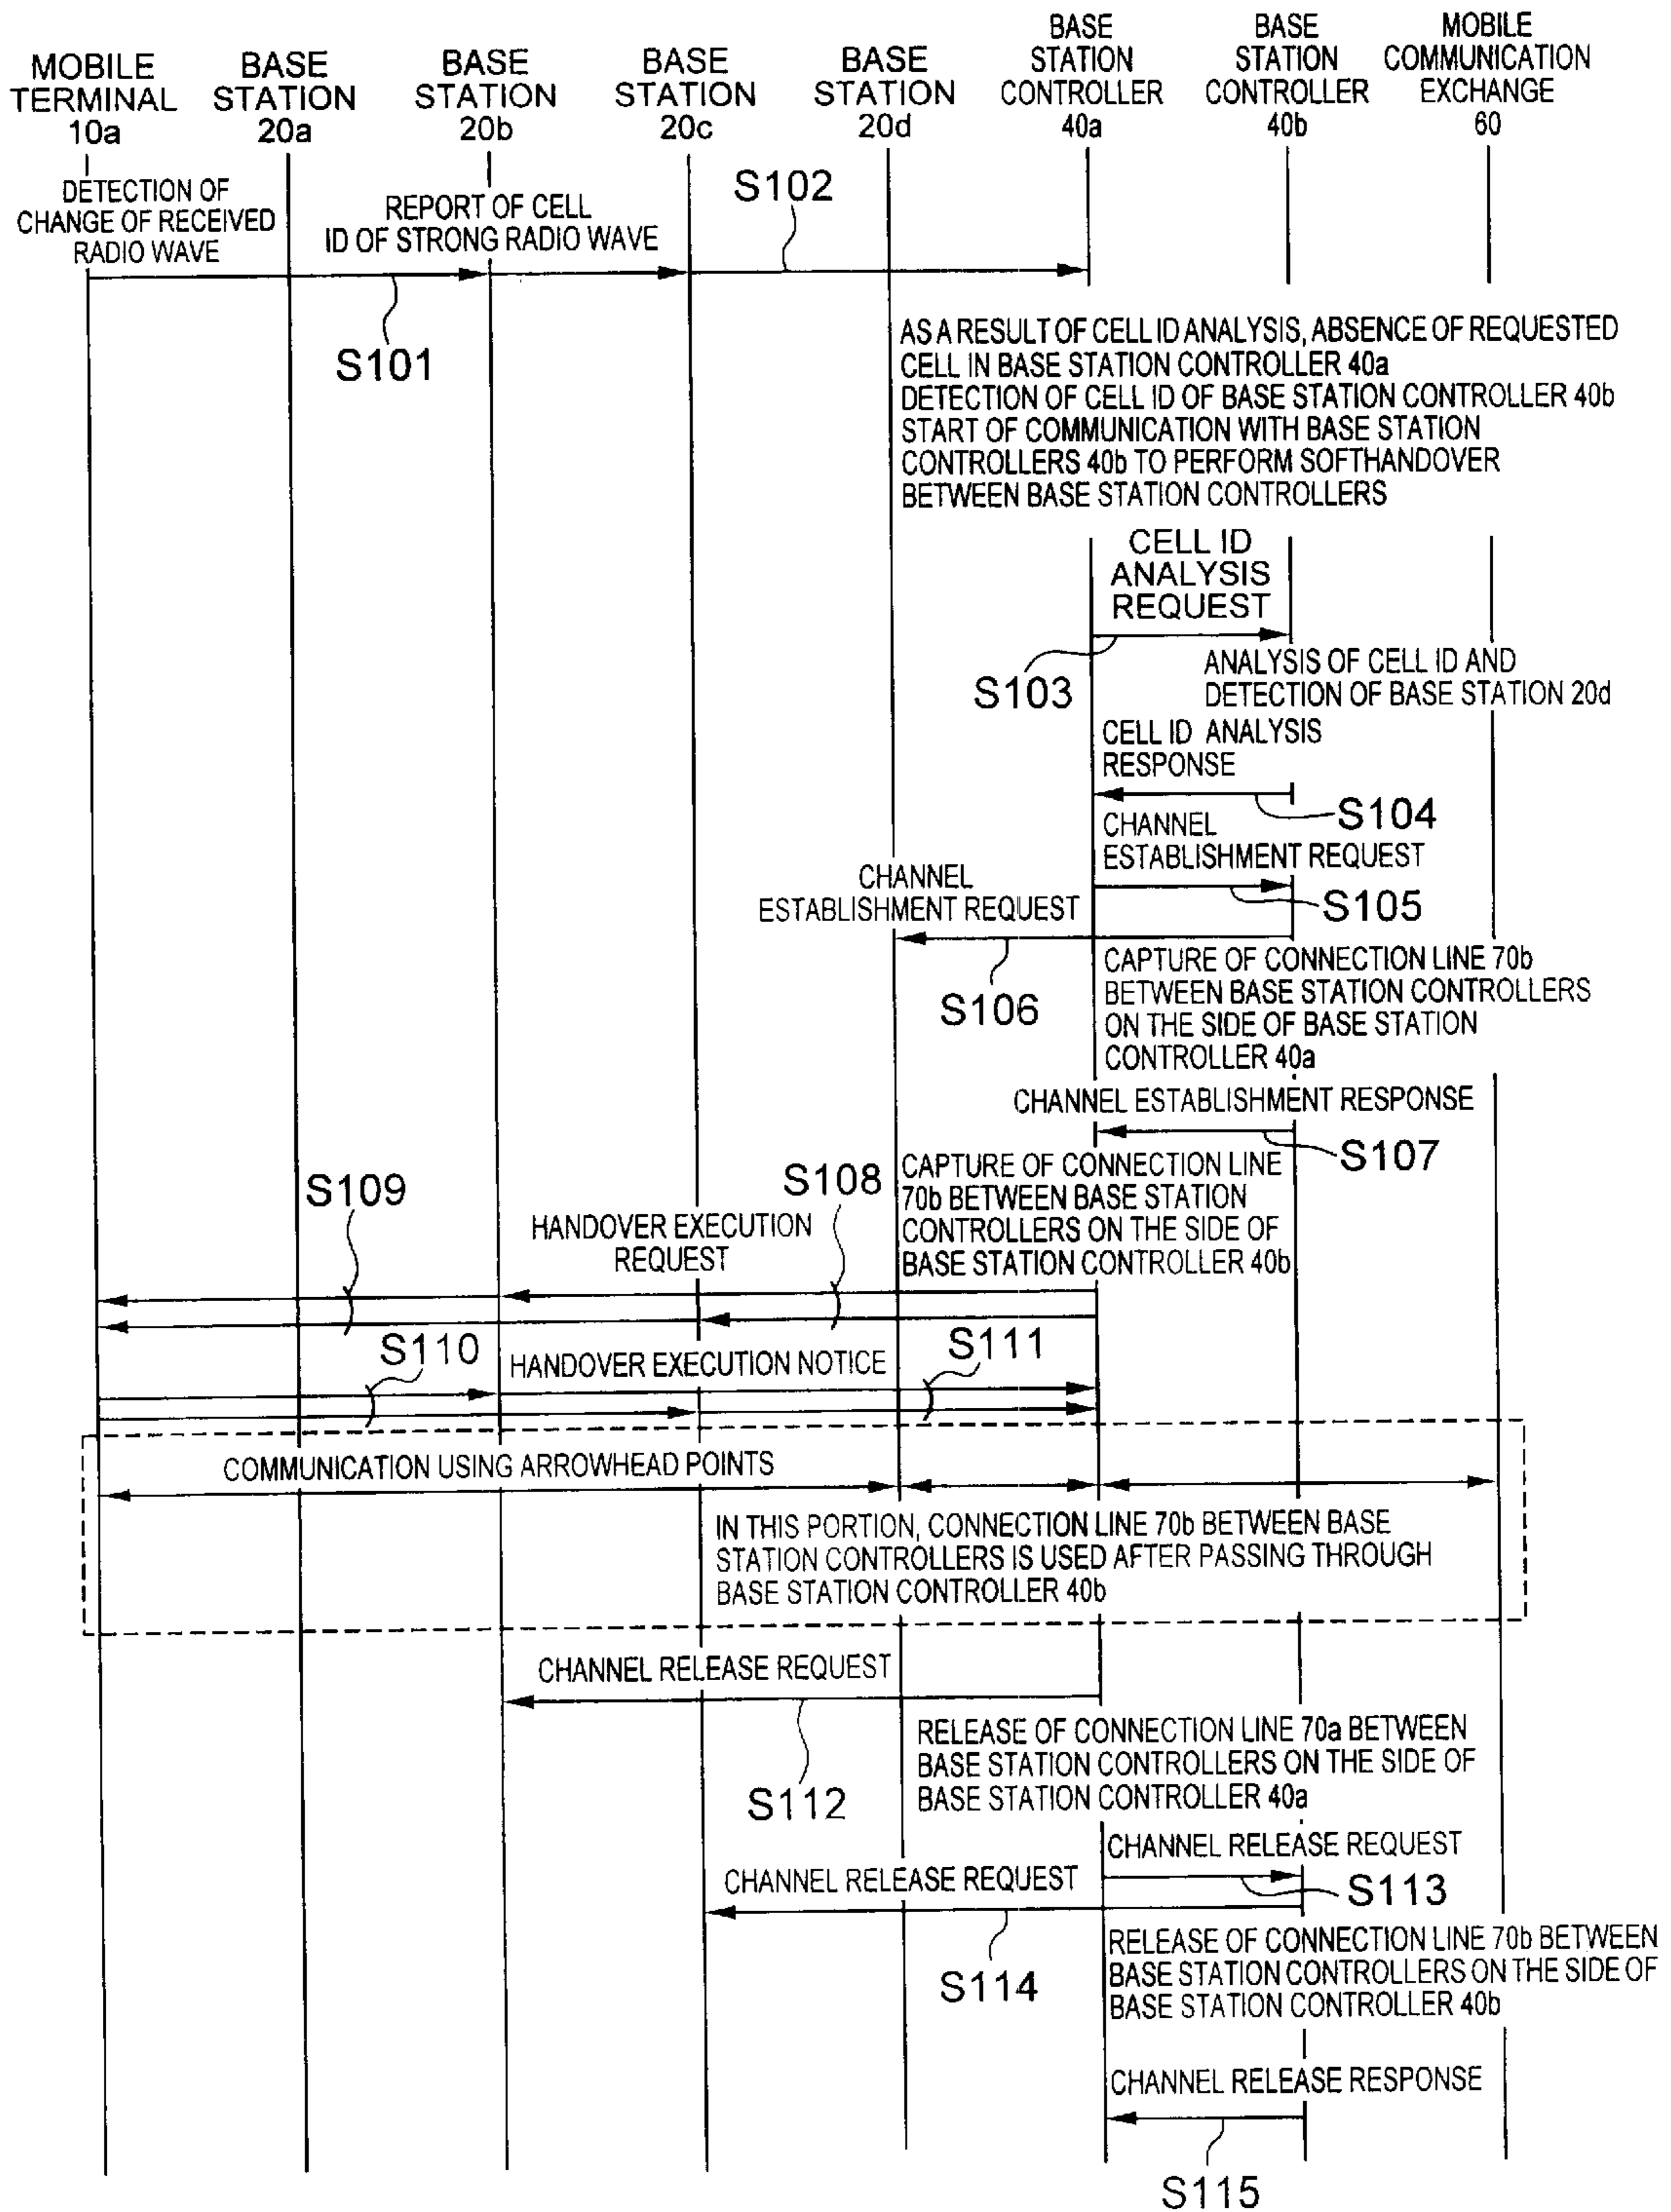 MOBILE
TERMINAL
10a
BASE
STATION
20a
BASE
STATION
20b
BASE
STATION
20c
BASE
STATION
20d
BASE
STATION
CONTROLLER
40a
BASE
STATION
CONTROLLER
40b
MOBILE
COMMUNICATION
EXCHANGE
60
DETECTION OF
CHANGE OF RECEIVED
RADIO WAVE
REPORT OF CELL
ID OF STRONG RADIO WAVE
S102
S101
AS A RESULT OF CELL ID ANALYSIS, ABSENCE OF REQUESTED
CELL IN BASE STATION CONTROLLER 40a
DETECTION OF CELL ID OF BASE STATION CONTROLLER 40b
START OF COMMUNICATION WITH BASE STATION
CONTROLLERS 40b TO PERFORM SOFTHANDOVER
BETWEEN BASE STATION CONTROLLERS
CELL ID
ANALYSIS
REQUEST
S103
ANALYSIS OF CELL ID AND
DETECTION OF BASE STATION 20d
CELL ID ANALYSIS
RESPONSE
S104
CHANNEL
ESTABLISHMENT REQUEST
S105
CHANNEL
ESTABLISHMENT REQUEST
S106
CAPTURE OF CONNECTION LINE 70b
BETWEEN BASE STATION CONTROLLERS
ON THE SIDE OF BASE STATION
CONTROLLER 40a
CHANNEL ESTABLISHMENT RESPONSE
S107
CAPTURE OF CONNECTION LINE
70b BETWEEN BASE STATION
CONTROLLERS ON THE SIDE OF
BASE STATION CONTROLLER 40b
S109
S108
HANDOVER EXECUTION
REQUEST
S110
HANDOVER EXECUTION NOTICE
S111
COMMUNICATION USING ARROWHEAD POINTS
IN THIS PORTION, CONNECTION LINE 70b BETWEEN BASE
STATION CONTROLLERS IS USED AFTER PASSING THROUGH
BASE STATION CONTROLLER 40b
CHANNEL RELEASE REQUEST
S112
RELEASE OF CONNECTION LINE 70a BETWEEN
BASE STATION CONTROLLERS ON THE SIDE OF
BASE STATION CONTROLLER 40a
CHANNEL RELEASE REQUEST
S113
CHANNEL RELEASE REQUEST
S114
RELEASE OF CONNECTION LINE 70b BETWEEN
BASE STATION CONTROLLERS ON THE SIDE OF
BASE STATION CONTROLLER 40b
CHANNEL RELEASE RESPONSE
S115